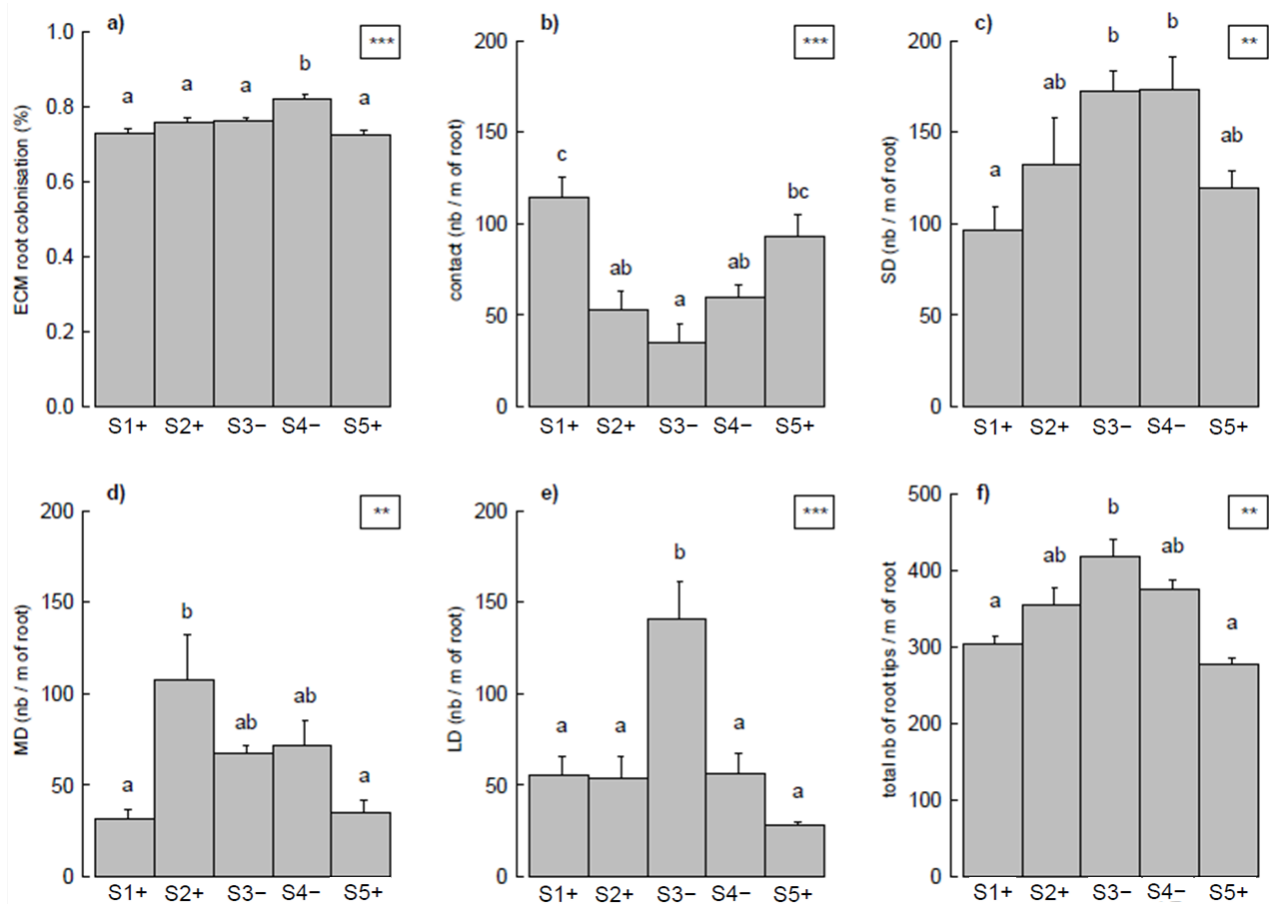 a)
***
ECM root colonisation (%)
1.0
0.8
0.6
0.4
0.2
0.0
a
a
a
b
a
S1+ S2+ S3− S4− S5+
b)
***
contact (nb / m of root)
200
150
100
50
0
c
ab
a
ab
bc
S1+ S2+ S3− S4− S5+
c)
**
SD (nb / m of root)
200
150
100
50
0
a
ab
b
b
ab
S1+ S2+ S3− S4− S5+
d)
**
MD (nb / m of root)
200
150
100
50
0
a
b
ab
ab
a
S1+ S2+ S3− S4− S5+
e)
***
LD (nb / m of root)
200
150
100
50
0
a
a
b
a
a
S1+ S2+ S3− S4− S5+
f)
**
total nb of root tips / m of root
500
400
300
200
100
0
a
ab
b
ab
a
S1+ S2+ S3− S4− S5+